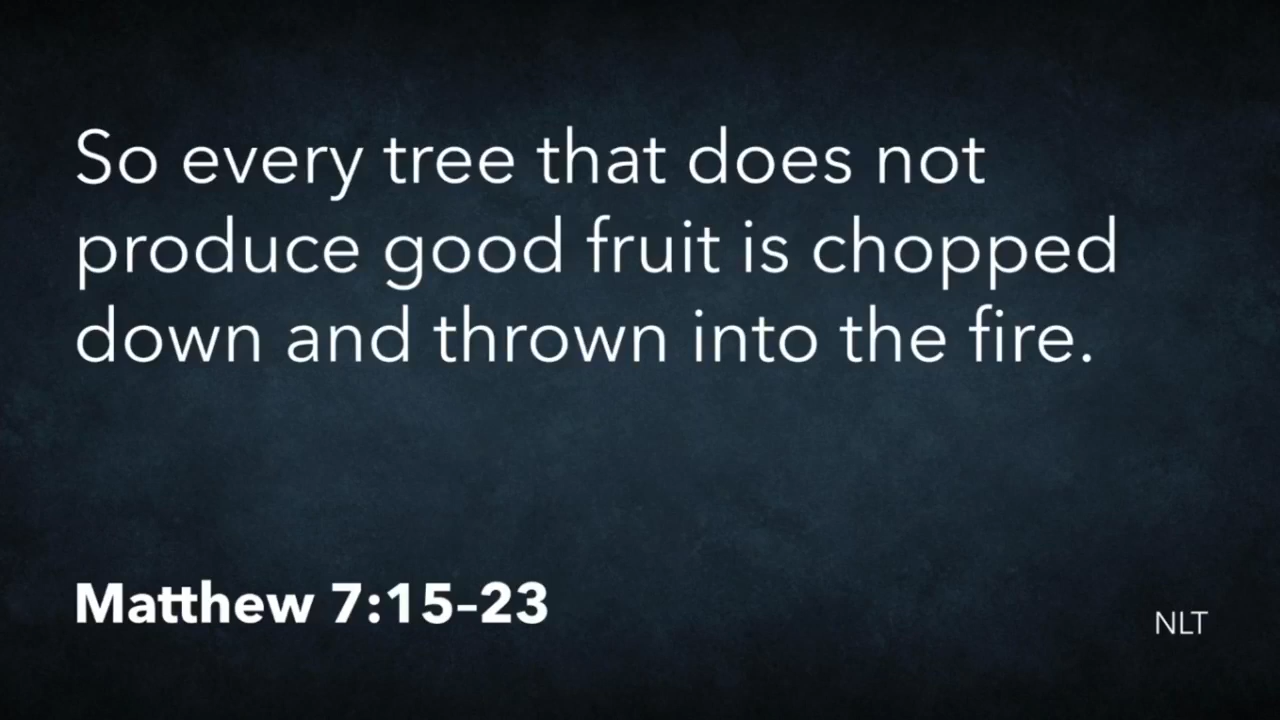 So every tree that does not
produce good fruit is chopped
down and thrown into the fire.
Matthew 7:15–23
NLT